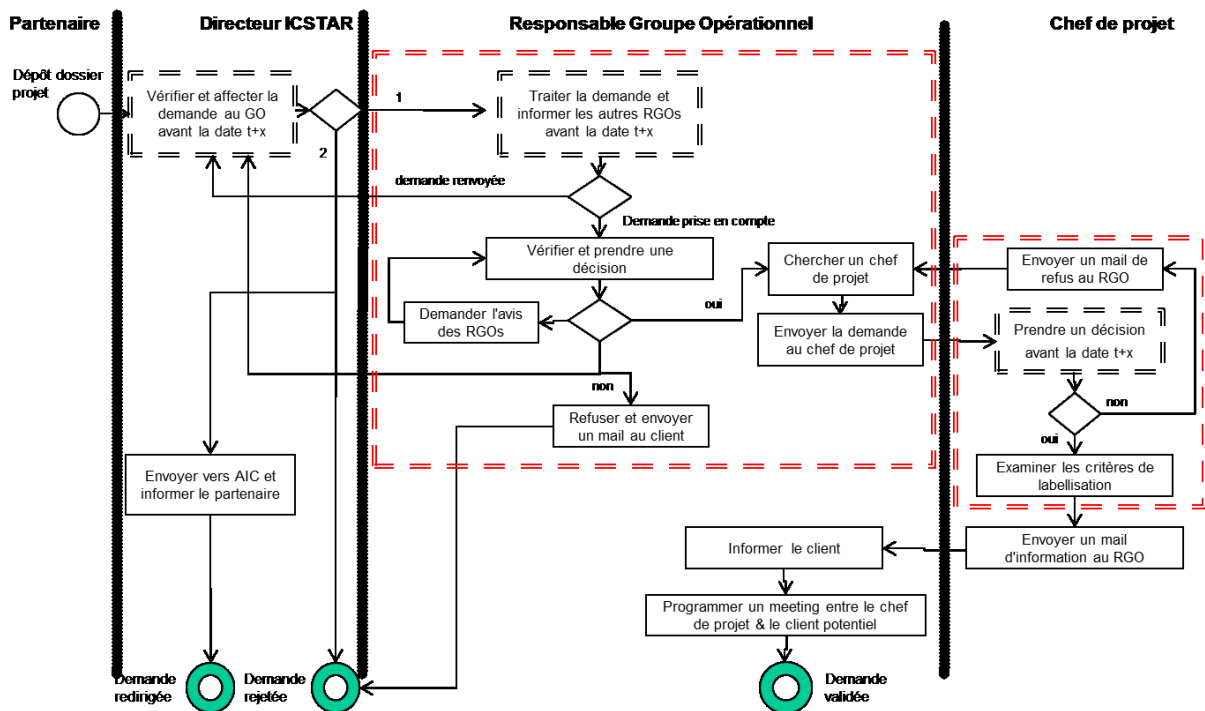 Partenaire
Directeur ICSTAR
Responsable Groupe Opérationnel
Chef de projet
Dépôt dossier
projet
Vérifier et affecter la
demande au GO
avant la date t+x
1
2
Traiter la demande et
informer les autres RGOs
avant la date t+x
demande renvoyée
Demande prise en compte
Vérifier et prendre une
décision
Demander l'avis
des RGOs
oui
non
Chercher un chef
de projet
Envoyer la demande
au chef de projet
Refuser et envoyer
un mail au client
Envoyer un mail de
refus au RGO
Prendre un décision
avant la date t+x
non
oui
Examiner les critères de
labellisation
Envoyer vers AIC et
informer le partenaire
Informer le client
Envoyer un mail
d'information au RGO
Programmer un meeting entre le chef
de projet & le client potentiel
Demande
redirigée
Demande
rejetée
Demande
validée